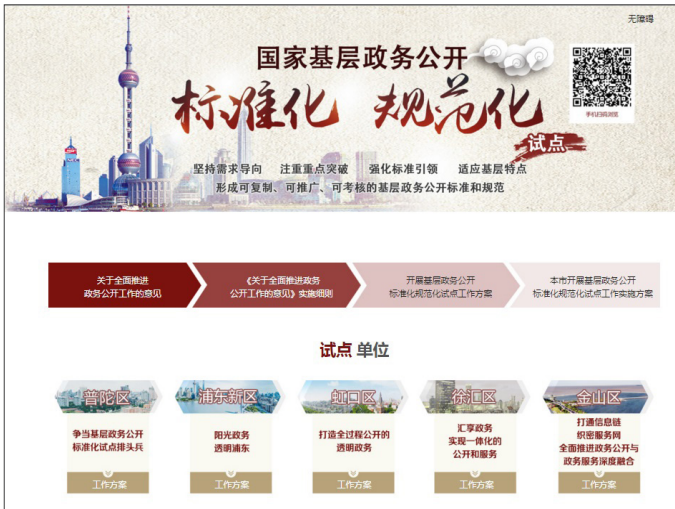 无障碍
国家基层政务公开
标准化 规范化
试点
手机扫码浏览
坚持需求导向 注重重点突破 强化标准引领 适应基层特点
形成可复制、可推广、可考核的基层政务公开标准和规范
关于全面推进
政务公开工作的意见
《关于全面推进政务
公开工作的意见》实施细则
开展基层政务公开
标准化规范化试点工作方案
本市开展基层政务公开
标准化规范化试点工作实施方案
试点 单位
普陀区
争当基层政务公开
标准化试点排头兵
工作方案
浦东新区
阳光政务
透明浦东
工作方案
虹口区
打造全过程公开的
透明政务
工作方案
徐汇区
汇享政务
实现一体化的
公开和服务
工作方案
金山区
打通信息链
织密服务网
全面推进政务公开与
政务服务深度融合
工作方案